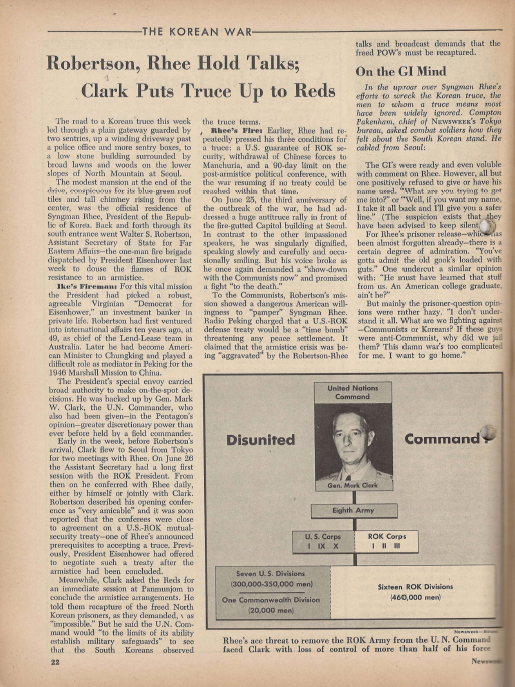 THE KOREAN WAR
Robertson, Rhee Hold Talks;
Clark Puts Truce Up to Reds
The road to a Korean truce this week
led through a plain gateway guarded by
two sentries, up a winding driveway past
a police office and more sentry boxes, to
a low stone building surrounded by
broad lawns and woods on the lower
slopes of North Mountain at Seoul.
The modest mansion at the end of the
drive, conspicuous for its blue-green roof
tiles and tall chimney rising from the
center, was the official residence of
Syngman Rhee, President of the Repub-
lic of Korea. Back and forth through its
south entrance went Walter S. Robertson,
Assistant Secretary of State for Far
Eastern Affairs—the one-man fire brigade
dispatched by President Eisenhower last
week to douse the flames of ROK
resistance to an armistice.
Ike's Fireman: For this vital mission
the President had picked a robust,
agreeable Virginian "Democrat for
Eisenhower," an investment banker in
private life. Robertson had first ventured
into international affairs ten years ago, at
49, as chief of the Lend-Lease team in
Australia. Later he had become Ameri-
can Minister to Chungking and played a
difficult role as mediator in Peking for the
1946 Marshall Mission to China.
The President's special envoy carried
broad authority to make on-the-spot de-
cisions. He was backed up by Gen. Mark
W. Clark, the U.N. Commander, who
also had been given—in the Pentagon's
opinion—greater discretionary power than
ever before held by a field commander.
Early in the week, before Robertson's
arrival, Clark flew to Seoul from Tokyo
for two meetings with Rhee. On June 26
the Assistant Secretary had a long first
session with the ROK President. From
then on he conferred with Rhee daily,
either by himself or jointly with Clark.
Robertson described his opening confer-
ence as "very amicable" and it was soon
reported that the conferees were close
to agreement on a U.S.-ROK mutual-
security treaty—one of Rhee's announced
prerequisites to accepting a truce. Previ-
ously, President Eisenhower had offered
to negotiate such a treaty after the
armistice had been concluded.
Meanwhile, Clark asked the Reds for
an immediate session at Panmunjom to
conclude the armistice arrangements. He
told them recapture of the freed North
Korean prisoners, as they demanded, was
"impossible." But he said the U.N. Com-
mand would "to the limits of its ability
establish military safeguards" to see
that the South Koreans observed
the truce terms.
Rhee's Fire: Earlier, Rhee had re-
peatedly pressed his three conditions for
a truce: a U.S. guarantee of ROK se-
curity, withdrawal of Chinese forces to
Manchuria, and a 90-day limit on the
post-armistice political conference, with
the war resuming if no treaty could be
reached within that time.
On June 25, the third anniversary of
the outbreak of the war, he had ad-
dressed a huge antitruce rally in front of
the fire-gutted Capitol building at Seoul.
In contrast to the other impassioned
speakers, he was singularly dignified,
speaking slowly and carefully and occa-
sionally smiling. But his voice broke as
he once again demanded a "show-down
with the Communists now" and promised
a fight "to the death."
To the Communists, Robertson's mis-
sion showed a dangerous American will-
ingness to "pamper" Syngman Rhee.
Radio Peking charged that a U.S.-ROK
defense treaty would be a "time bomb"
threatening any peace settlement. It
claimed that the armistice crisis was be-
ing "aggravated" by the Robertson-Rhee
talks and broadcast demands that the
freed POW's must be recaptured.
On the GI Mind
In the uproar over Syngman Rhee's
efforts to wreck the Korean truce, the
men to whom a truce means most
have been widely ignored. Compton
Pakenham, chief of NEWSWEEK's Tokyo
bureau, asked combat soldiers how they
felt about the South Korean stand. He
cabled from Seoul:
The GI's were ready and even voluble
with comment on Rhee. However, all but
one positively refused to give or have his
name used. "What are you trying to get
me into?" or "Well, if you want my name,
I take it all back and I'll give you a safer
line." (The suspicion exists that they
have been advised to keep silent.)
For Rhee's prisoner release—which has
been almost forgotten already—there is a
certain degree of admiration. "You've
gotta admit the old gook's loaded with
guts." One undercut a similar opinion
with: "He must have learned that stuff
from us. An American college graduate,
ain't he?"
But mainly the prisoner-question opin-
ions were rather hazy. "I don't under-
stand it all. What are we fighting against
—Communists or Koreans? If these guys
were anti-Communist, why did we jail
them? This damn war's too complicated
for me. I want to go home."
United Nations
Command
Disunited
Command
Gen. Mark Clark
Eighth Army
U. S. Corps
I IX X
ROK Corps
I II III
Seven U. S. Divisions
(300,000-350,000 men)
One Commonwealth Division
(20,000 men)
Sixteen ROK Divisions
(460,000 men)
Newsweek
Rhee's ace threat to remove the ROK Army from the U. N. Command
faced Clark with loss of control of more than half of his force
22